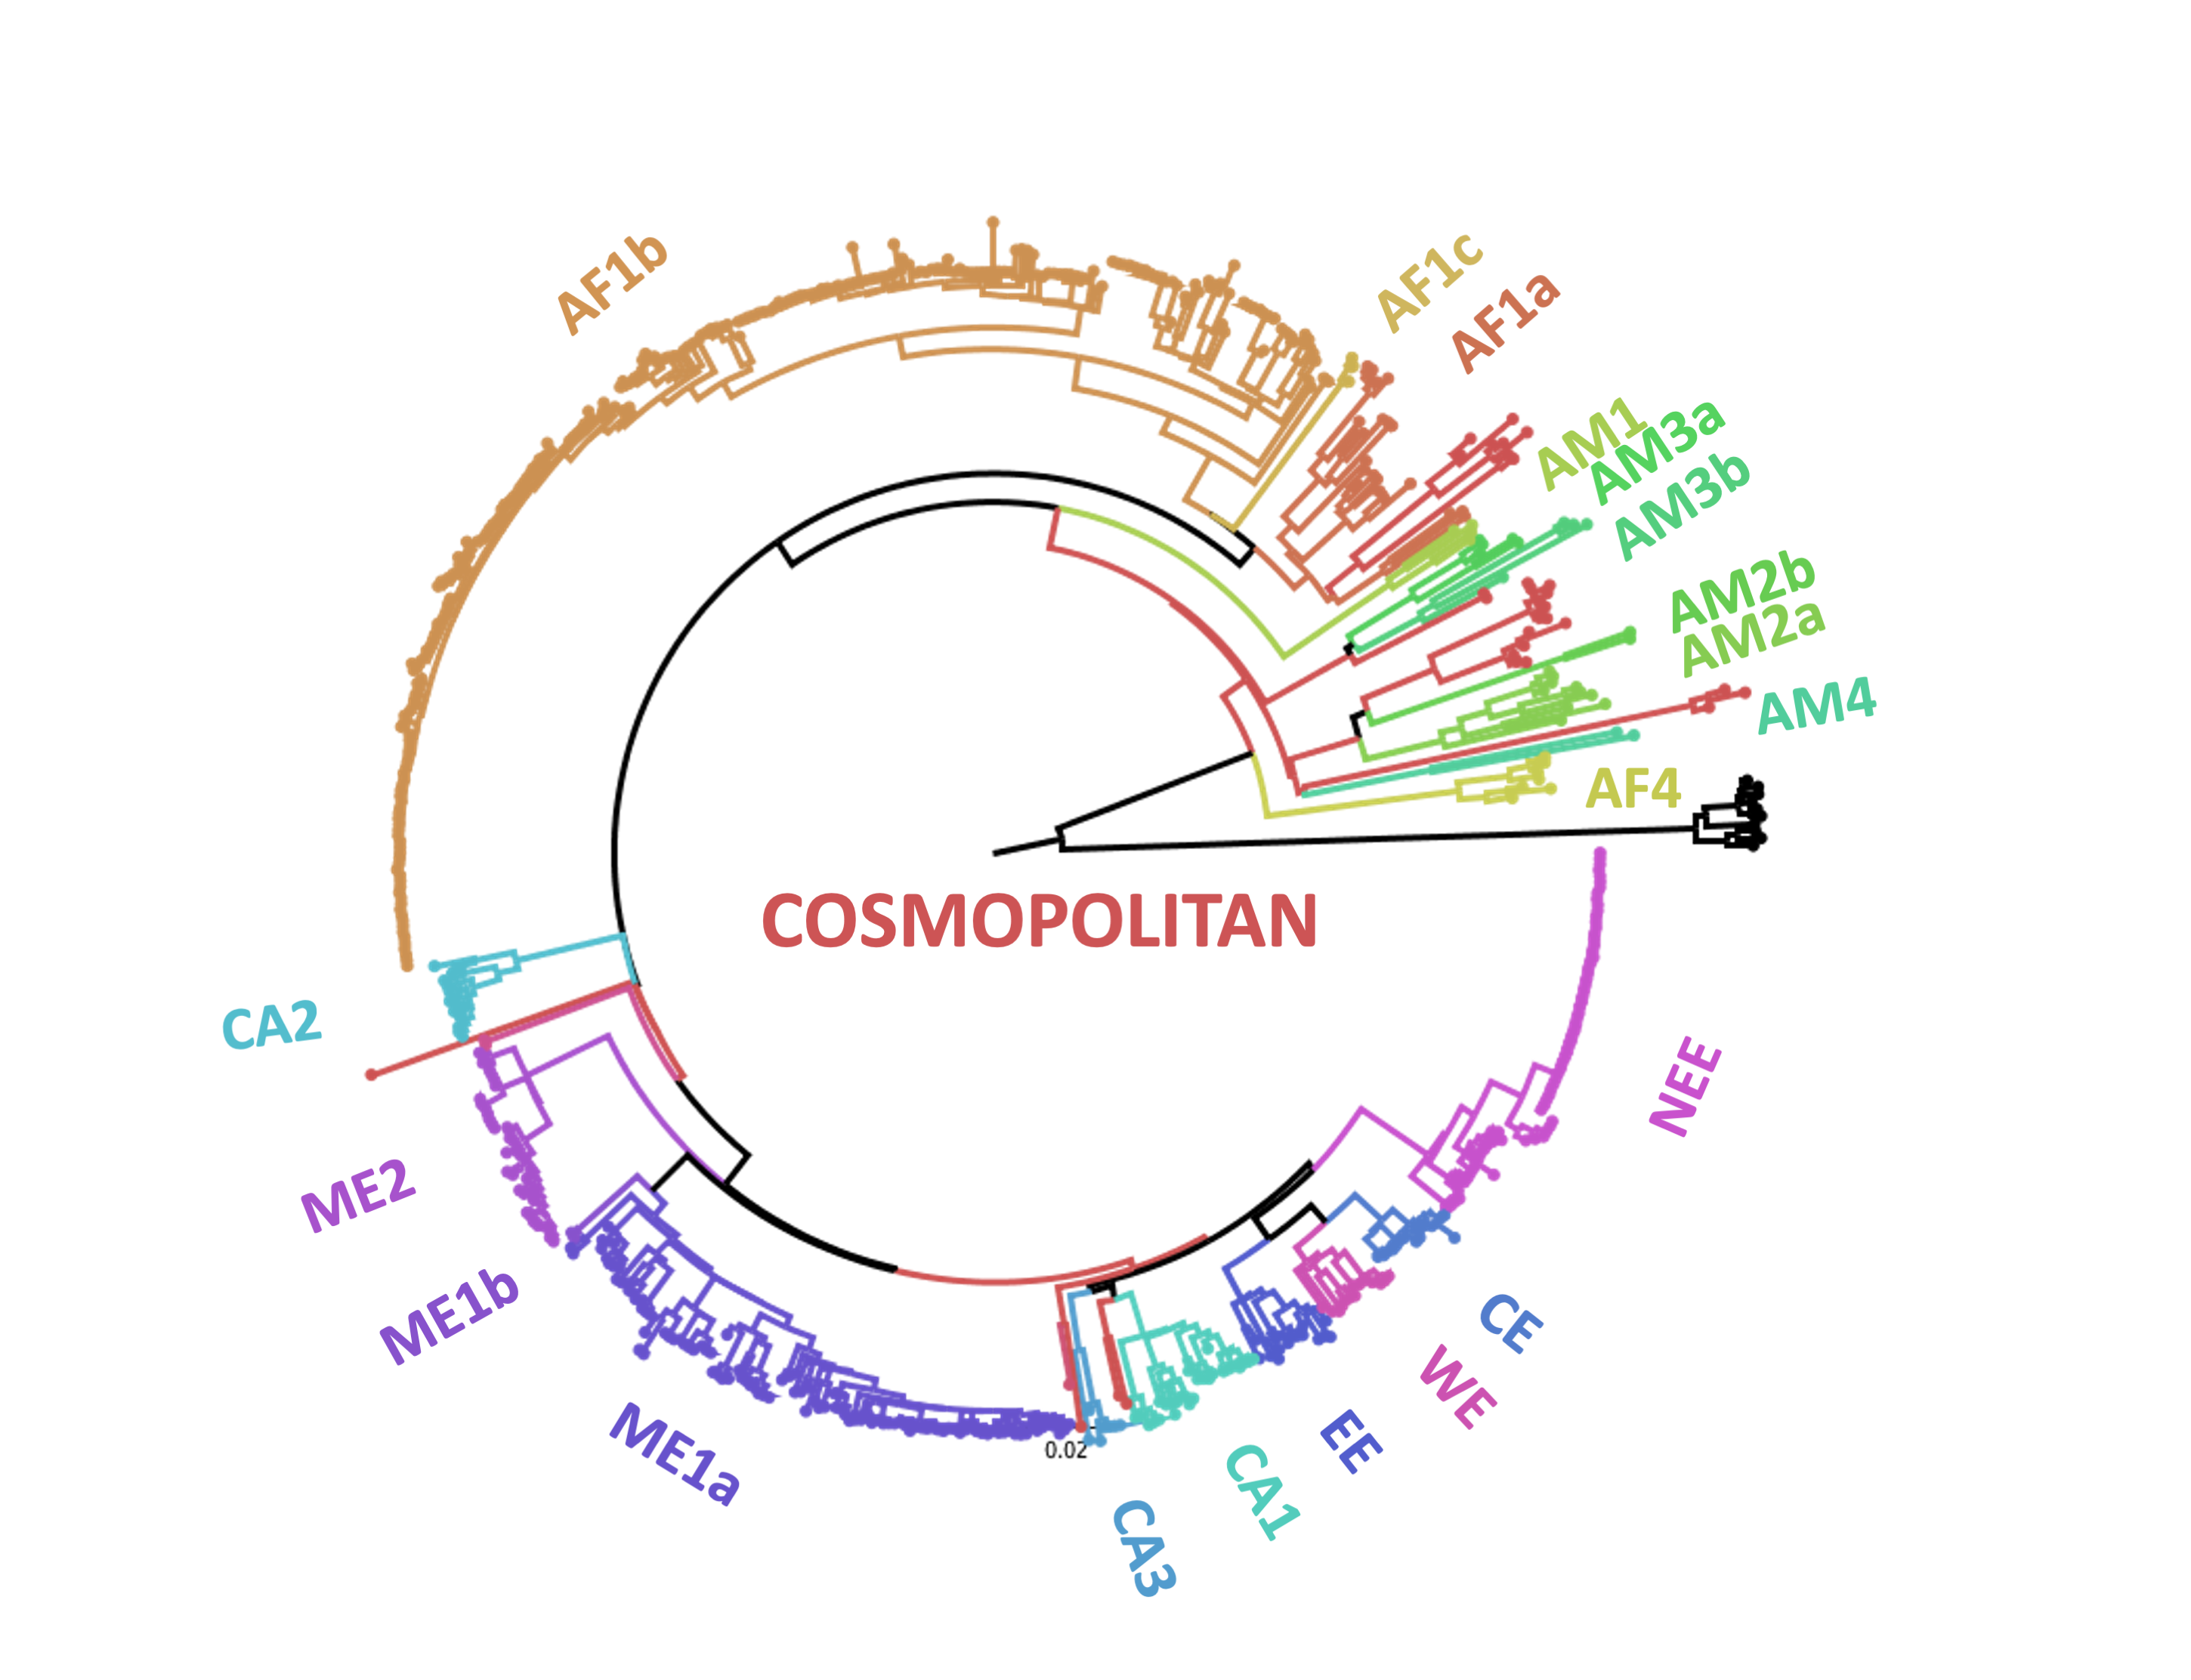 AF1b
AF1c
AF1a
AM1
AM3a
AM3b
AM2b
AM2a
AM4
AF4
COSMOPOLITAN
CA2
NEE
ME2
ME1b
CE
WE
ME1a
EE
0.02
CA1
CA3